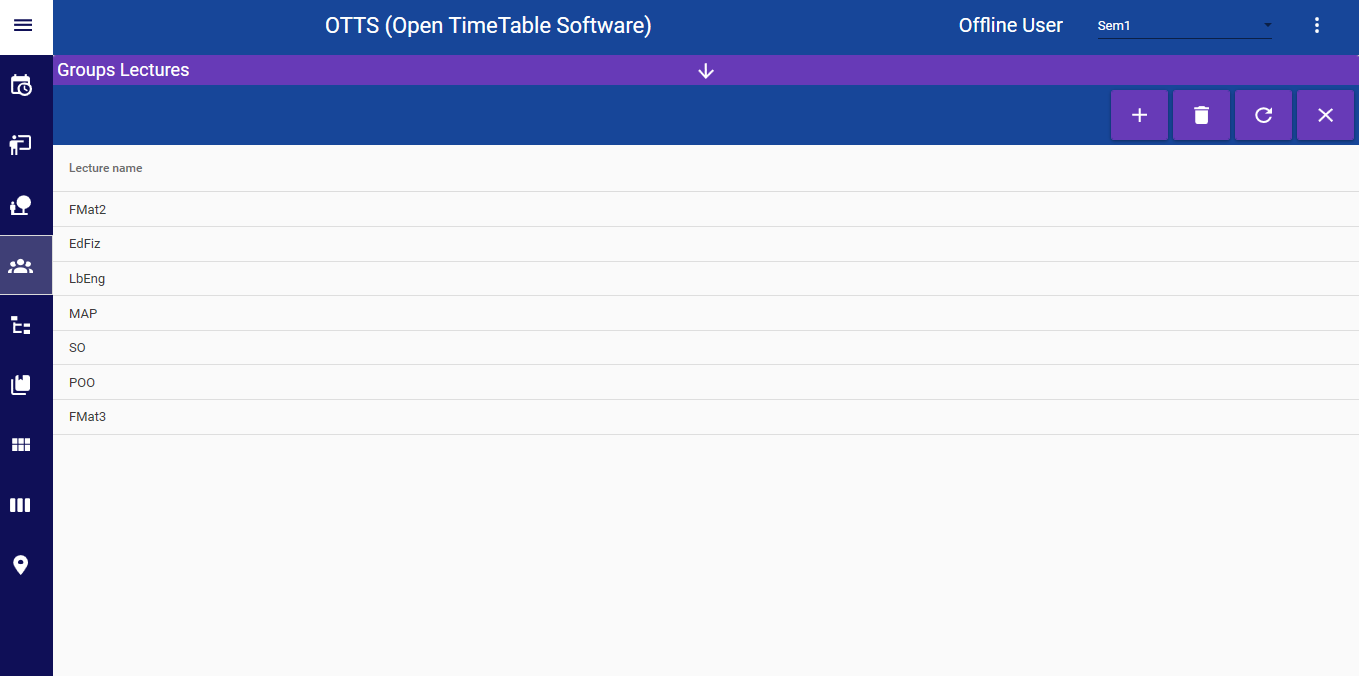 OTTS (Open TimeTable Software)
Offline User
Sem1
Groups Lectures
Lecture name
FMat2
EdFiz
LbEng
MAP
SO
POO
FMat3